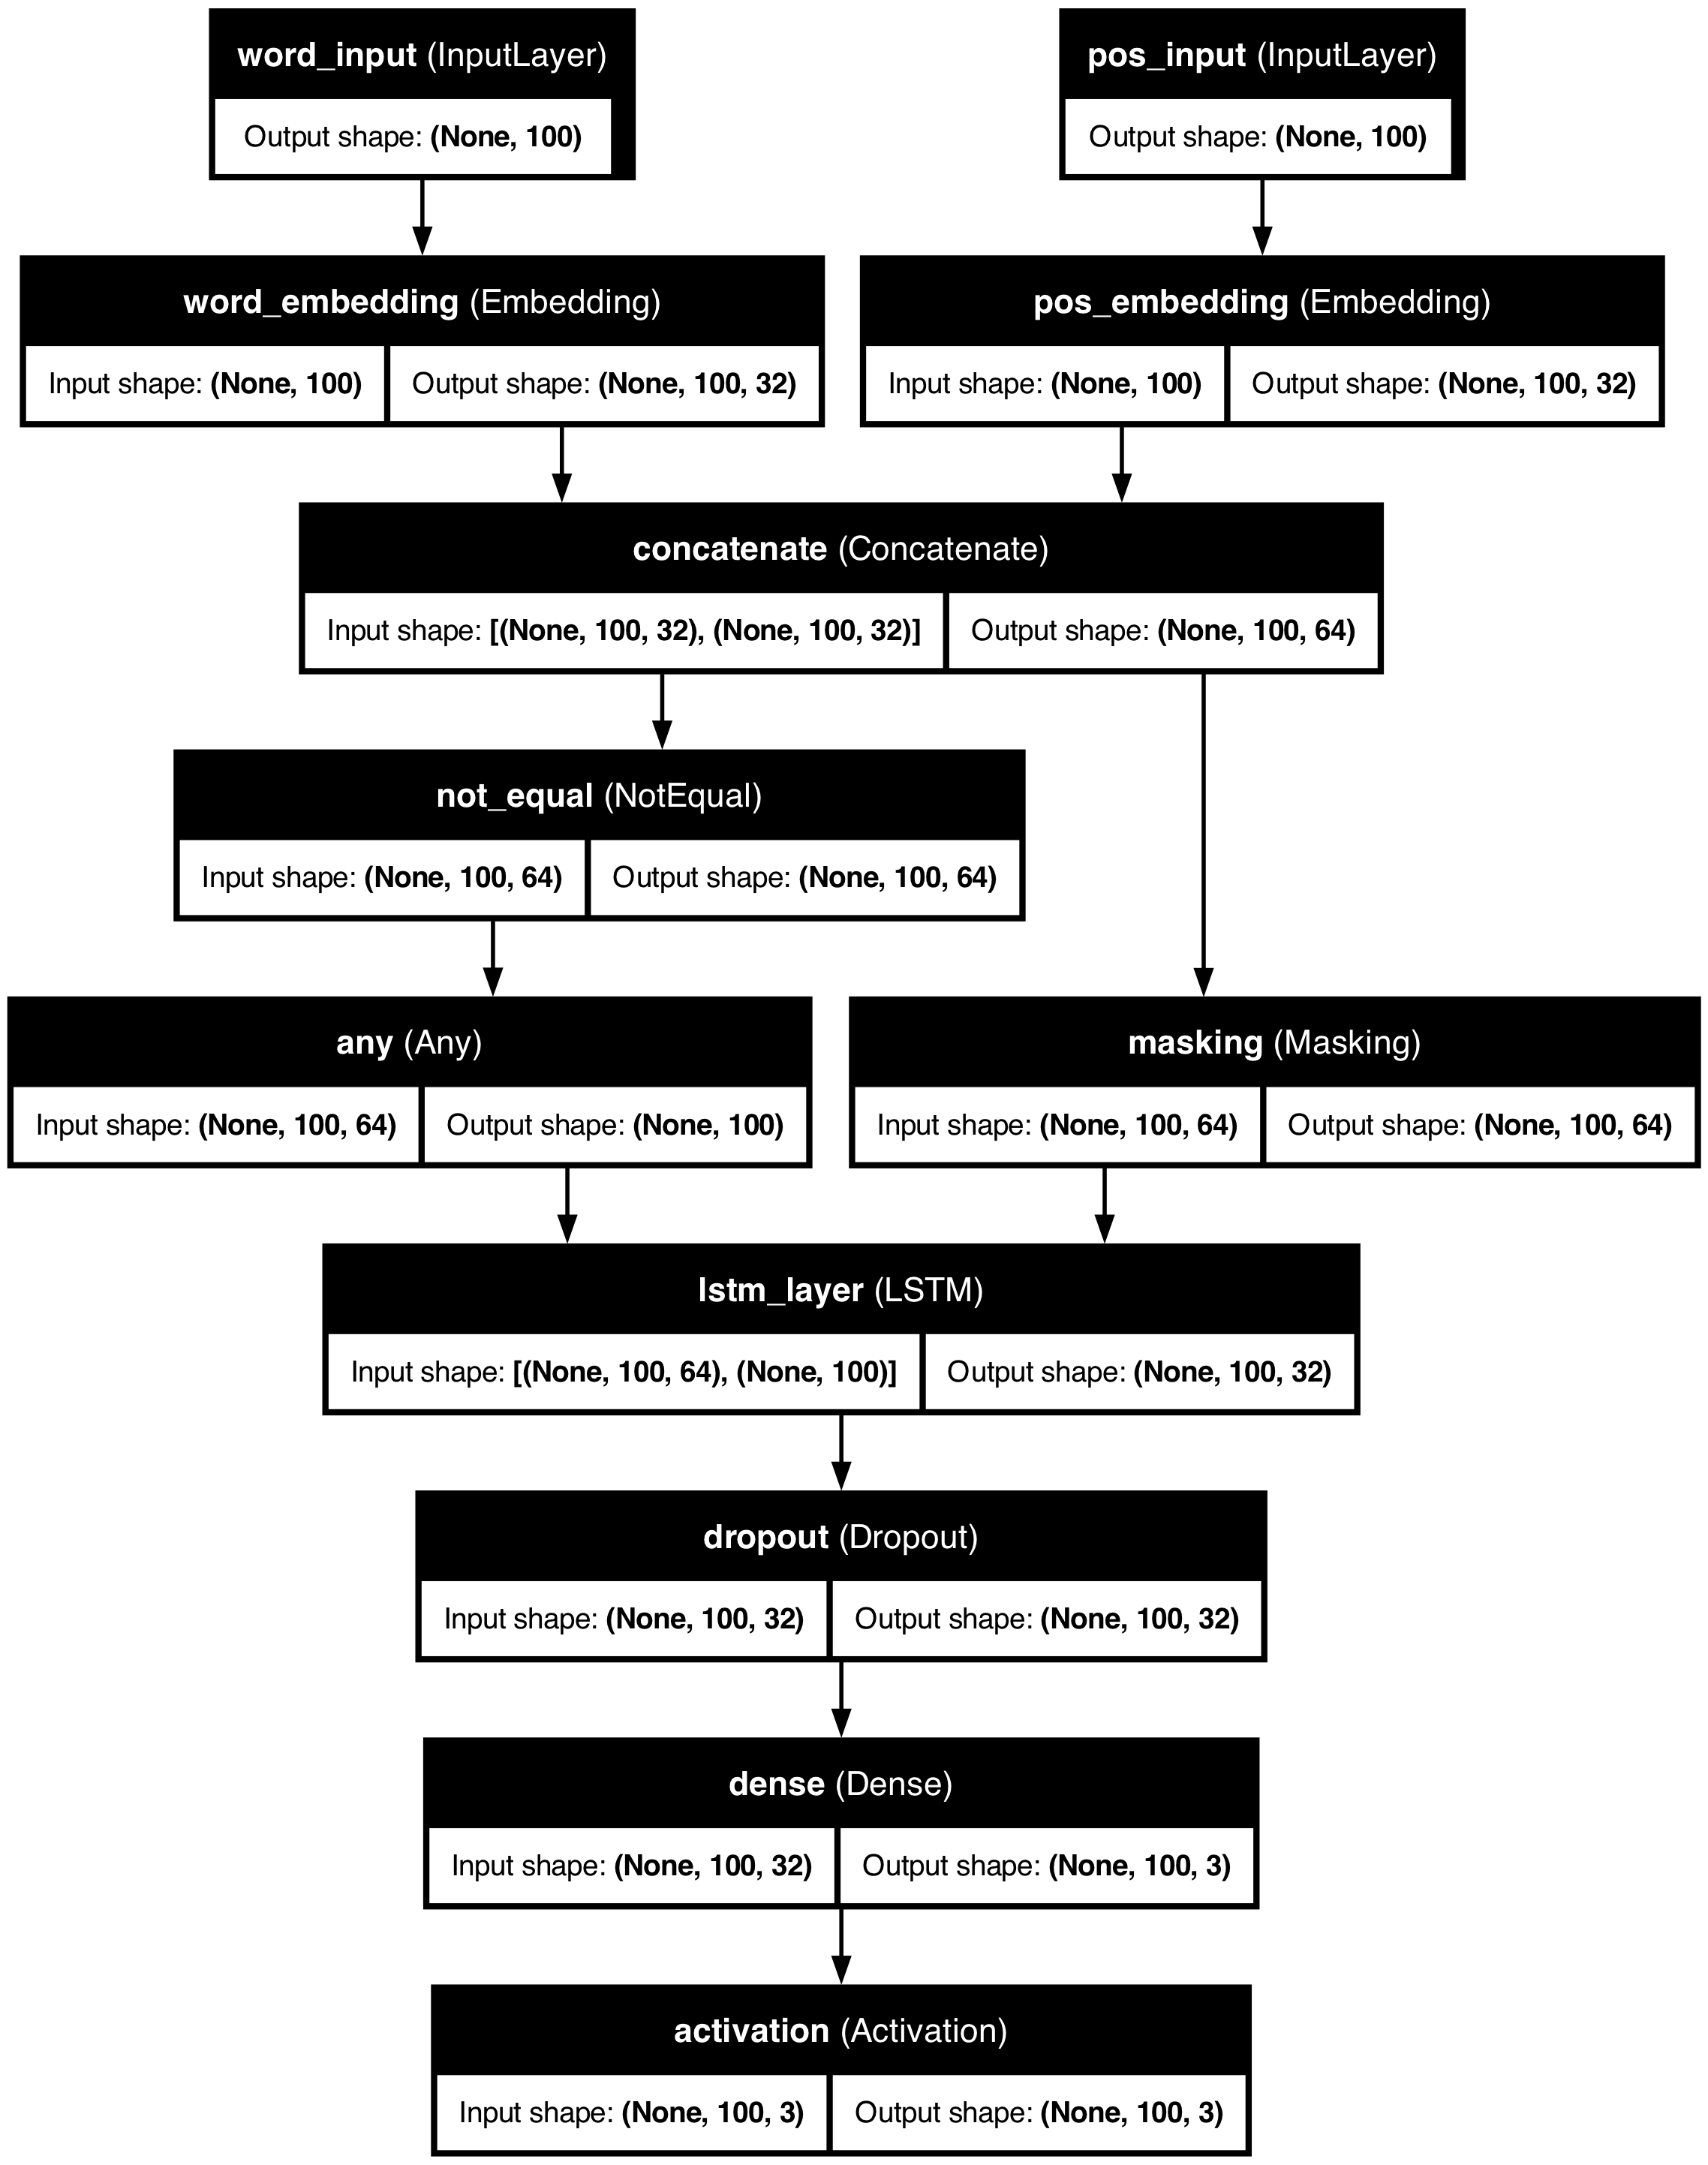 word_input (InputLayer)
Output shape: (None, 100)
pos_input (InputLayer)
Output shape: (None, 100)
word_embedding (Embedding)
Input shape: (None, 100)
Output shape: (None, 100, 32)
pos_embedding (Embedding)
Input shape: (None, 100)
Output shape: (None, 100, 32)
concatenate (Concatenate)
Input shape: [(None, 100, 32), (None, 100, 32)]
Output shape: (None, 100, 64)
not_equal (NotEqual)
Input shape: (None, 100, 64)
Output shape: (None, 100, 64)
any (Any)
Input shape: (None, 100, 64)
Output shape: (None, 100)
masking (Masking)
Input shape: (None, 100, 64)
Output shape: (None, 100, 64)
lstm_layer (LSTM)
Input shape: [(None, 100, 64), (None, 100)]
Output shape: (None, 100, 32)
dropout (Dropout)
Input shape: (None, 100, 32)
Output shape: (None, 100, 32)
dense (Dense)
Input shape: (None, 100, 32)
Output shape: (None, 100, 3)
activation (Activation)
Input shape: (None, 100, 3)
Output shape: (None, 100, 3)